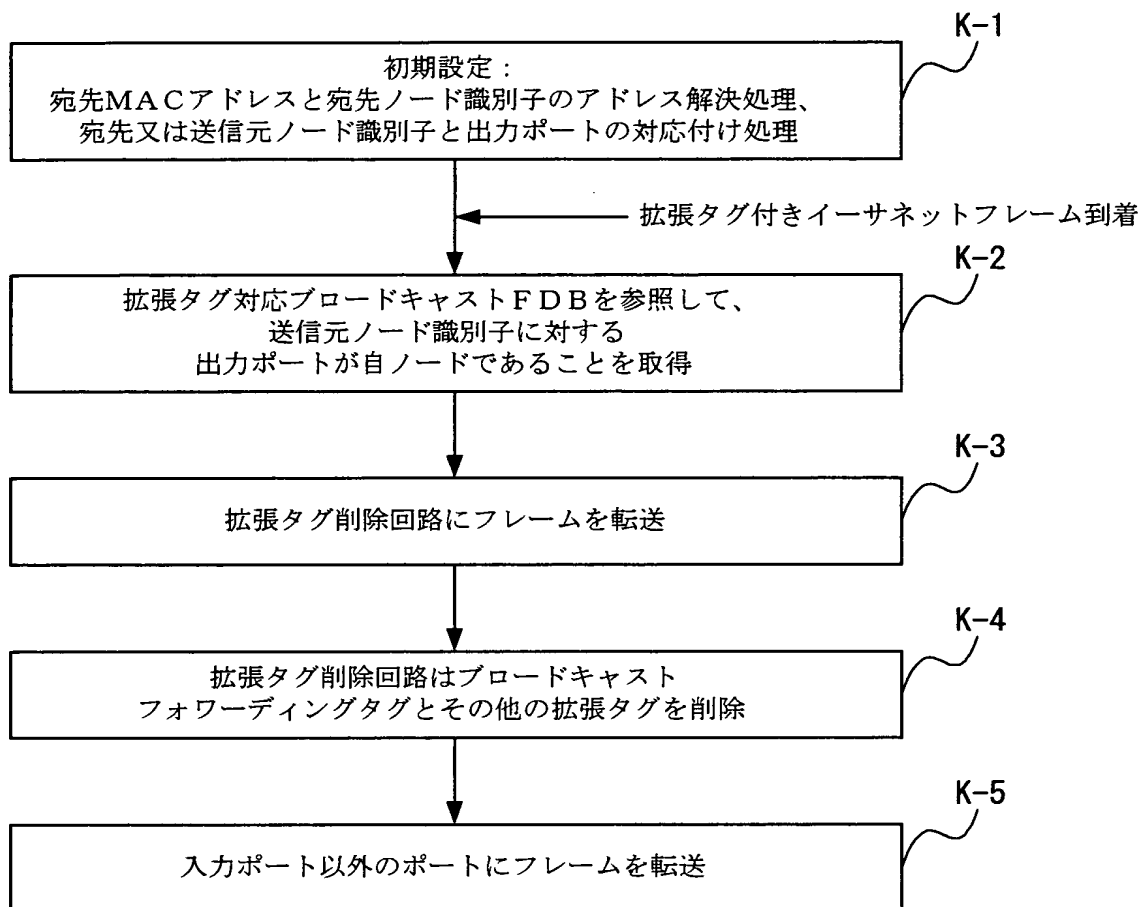 K-1
初期設定：
宛先ＭＡＣアドレスと宛先ノード識別子のアドレス解決処理、
宛先又は送信元ノード識別子と出力ポートの対応付け処理
拡張タグ付きイーサネットフレーム到着
K-2
拡張タグ対応ブロードキャストＦＤＢを参照して、
送信元ノード識別子に対する
出力ポートが自ノードであることを取得
K-3
拡張タグ削除回路にフレームを転送
K-4
拡張タグ削除回路はブロードキャスト
フォワーディングタグとその他の拡張タグを削除
K-5
入力ポート以外のポートにフレームを転送